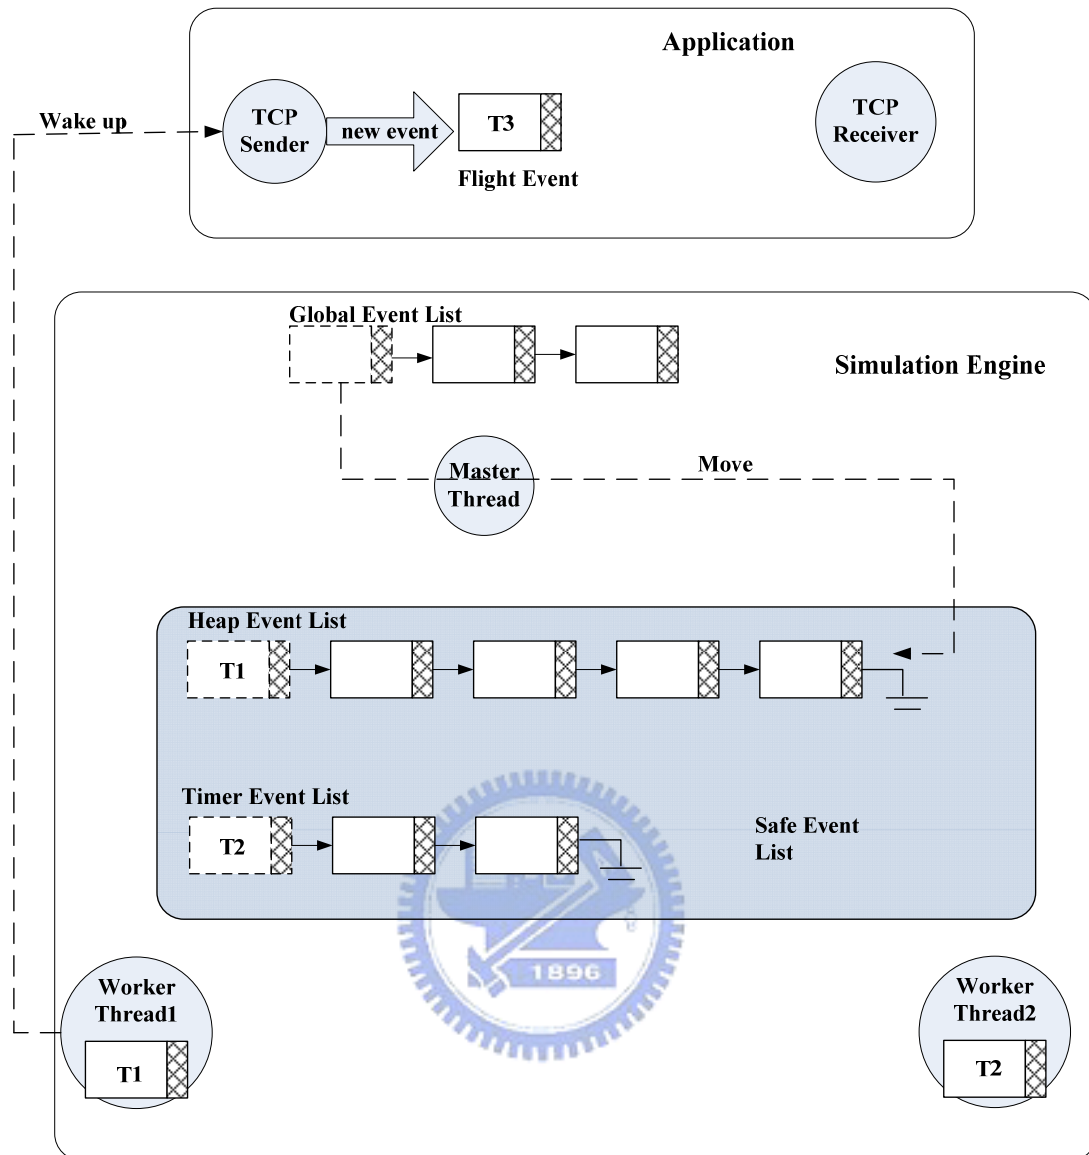 Application
Wake up
TCP
Sender
new event
T3
Flight Event
TCP
Receiver
Global Event List
Simulation Engine
Master
Thread
Move
Heap Event List
T1
Timer Event List
T2
Safe Event
List
1896
Worker
Thread1
T1
Worker
Thread2
T2